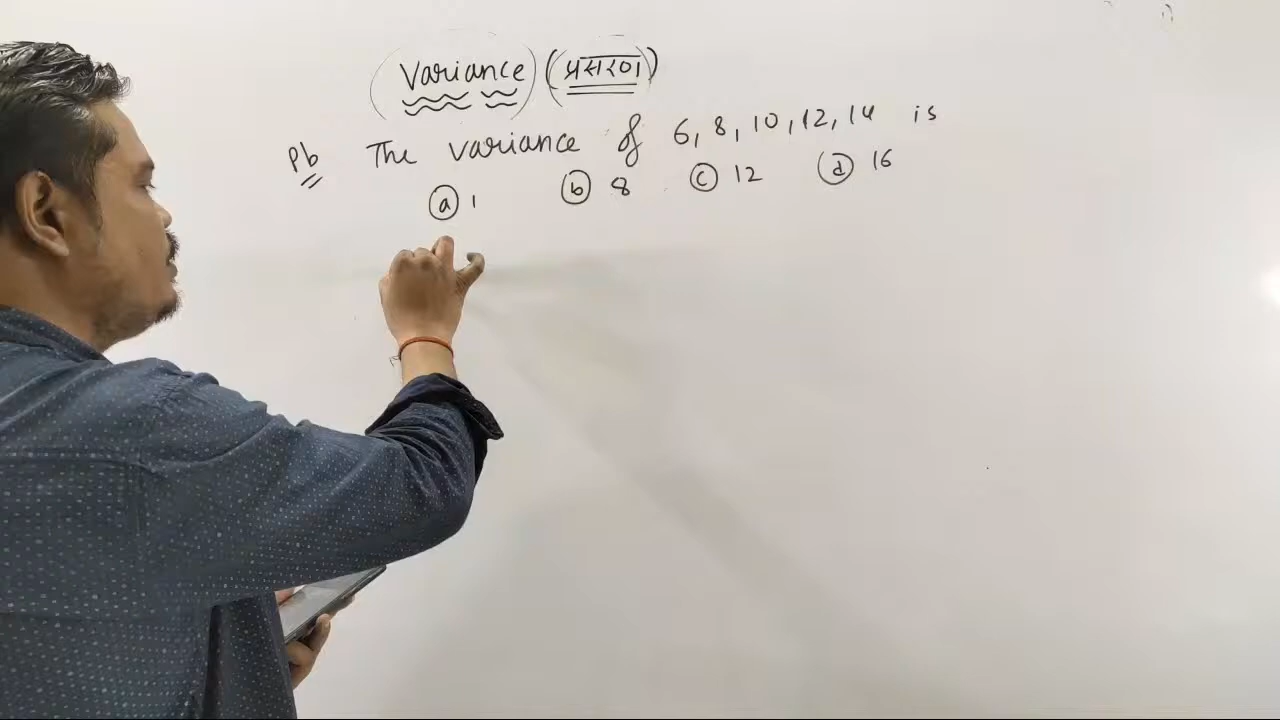 Variance (प्रसरण)
Pb The variance of 6, 8, 10, 12, 14 is
(a) 1 (b) 8 (c) 12 (d) 16